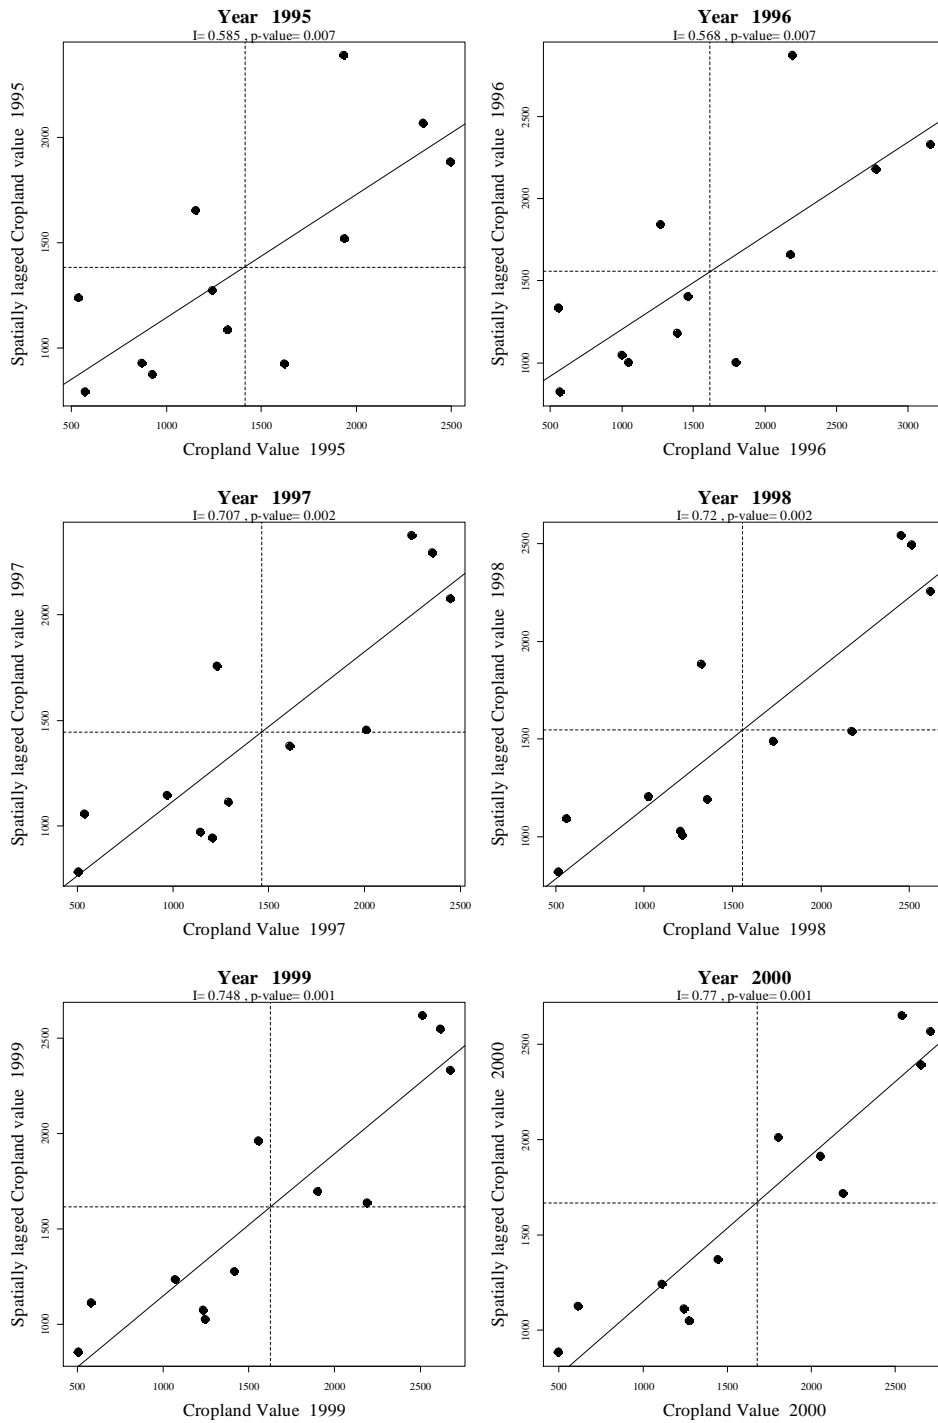 Year 1995
I= 0.585 , p-value= 0.007
Spatially lagged Cropland value 1995
1000 1500 2000
500 1000 1500 2000 2500
Cropland Value 1995
Year 1996
I= 0.568 , p-value= 0.007
Spatially lagged Cropland value 1996
1000 1500 2000 2500
500 1000 1500 2000 2500 3000
Cropland Value 1996
Year 1997
I= 0.707 , p-value= 0.002
Spatially lagged Cropland value 1997
1000 1500 2000
500 1000 1500 2000 2500
Cropland Value 1997
Year 1998
I= 0.72 , p-value= 0.002
Spatially lagged Cropland value 1998
1000 1500 2000 2500
500 1000 1500 2000 2500
Cropland Value 1998
Year 1999
I= 0.748 , p-value= 0.001
Spatially lagged Cropland value 1999
1000 1500 2000 2500
500 1000 1500 2000 2500
Cropland Value 1999
Year 2000
I= 0.77 , p-value= 0.001
Spatially lagged Cropland value 2000
1000 1500 2000 2500
500 1000 1500 2000 2500
Cropland Value 2000